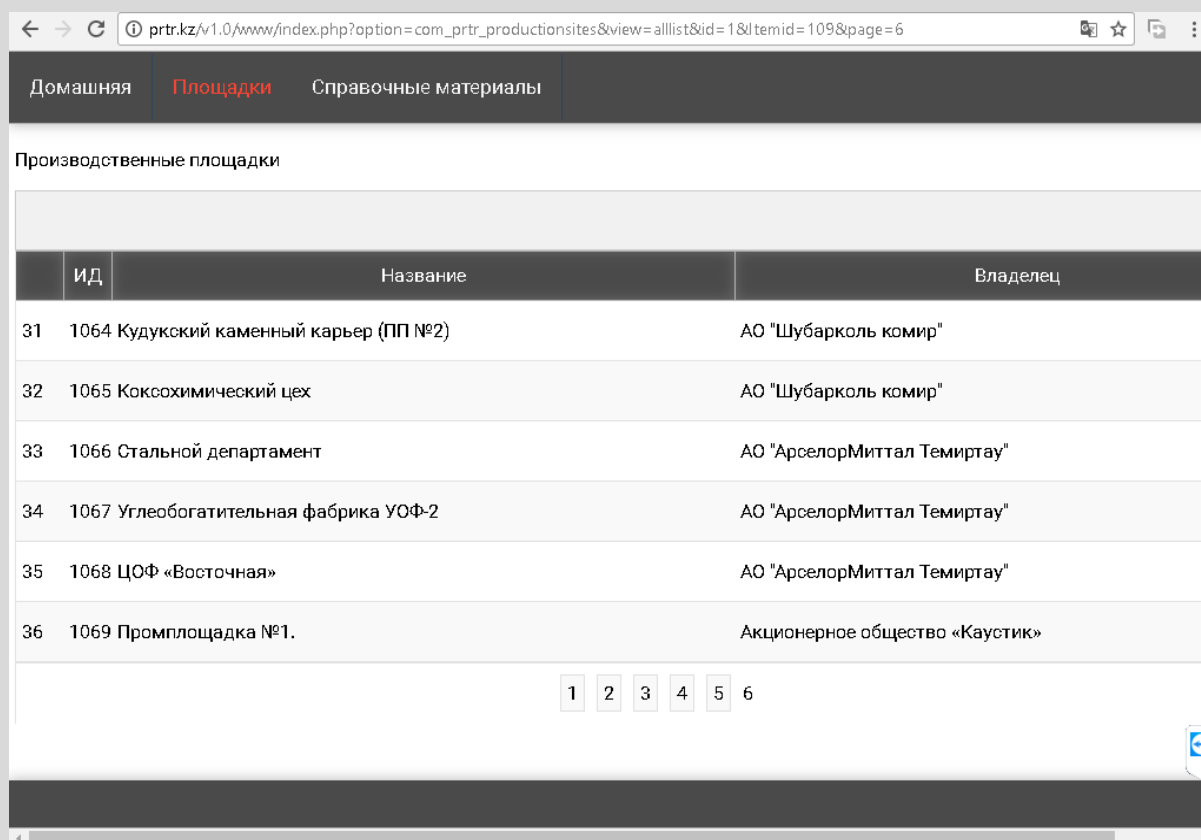 prtr.kz/v1.0/www/index.php?option=com_prtr_productionsites&view=alllist&id=1&Itemid=109&page=6
Домашняя Площадки Справочные материалы
Производственные площадки
ИД Название Владелец
31 1064 Кудукский каменный карьер (ПП №2) АО "Шубарколь комир"
32 1065 Коксохимический цех АО "Шубарколь комир"
33 1066 Стальной департамент АО "АрселорМиттал Темиртау"
34 1067 Углеобогатительная фабрика УОФ-2 АО "АрселорМиттал Темиртау"
35 1068 ЦОФ «Восточная» АО "АрселорМиттал Темиртау"
36 1069 Промплощадка №1. Акционерное общество «Каустик»
1 2 3 4 5 6